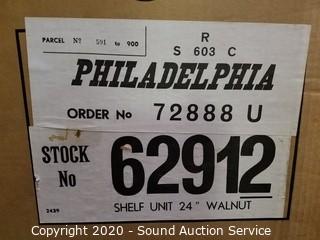 PARCEL Nº 591 to 900
R
S 603 C
PHILADELPHIA
ORDER No 72888 U
STOCK No 62912
SHELF UNIT 24" WALNUT
2439
Copyright 2020 - Sound Auction Service